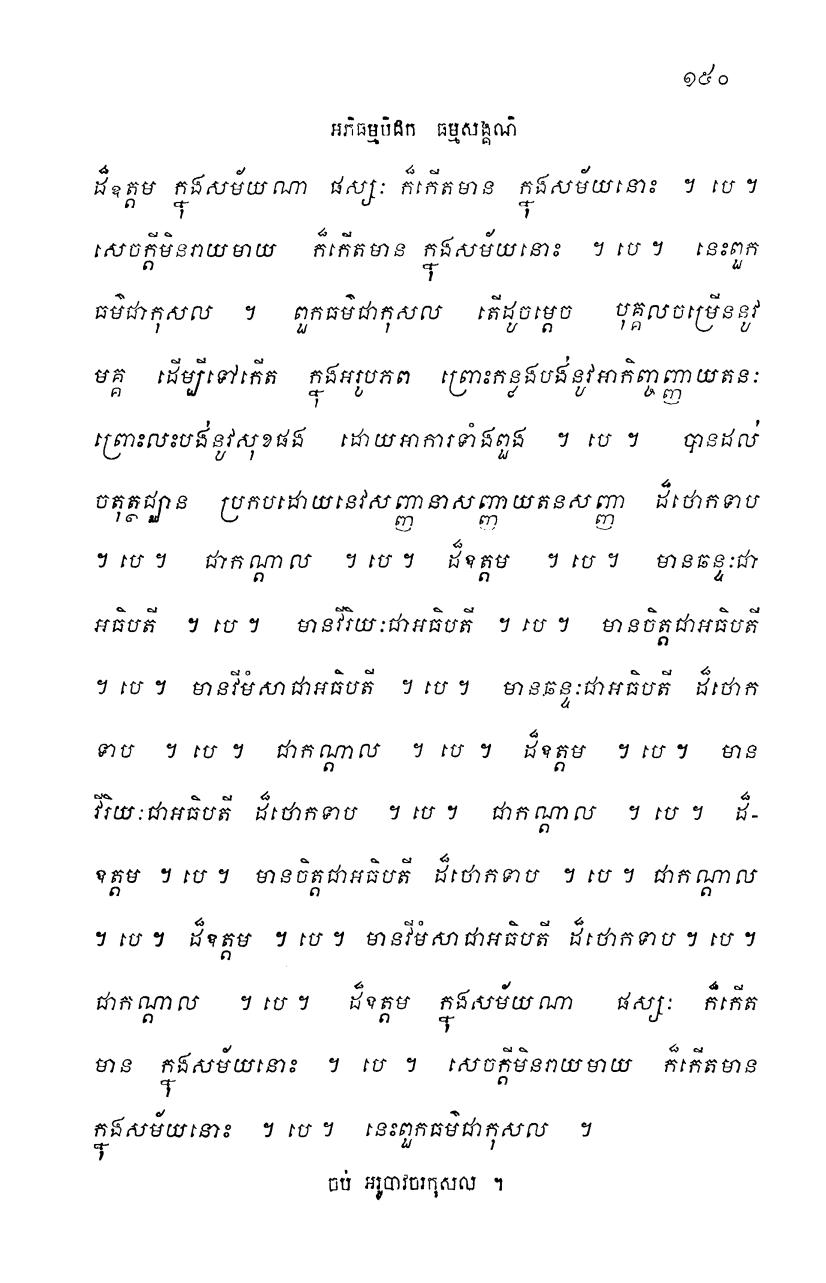 ១៥០
អភិធម្មបិដក ធម្មសង្គណិ
ដ៏ឧត្តម ក្នុងសម័យណា ផស្សៈ ក៏កើតមាន ក្នុងសម័យនោះ ។ បេ ។
សេចក្តីមិនរាយមាយ ក៏កើតមាន ក្នុងសម័យនោះ ។ បេ ។ នេះពួក
ធម៌ជាកុសល ។ ពួកធម៌ជាកុសល តើដូចម្តេច បុគ្គលចម្រើននូវ
មគ្គ ដើម្បីទៅកើត ក្នុងអរូបភព ព្រោះកន្លងបង់នូវអាកិញ្ចញ្ញាយតនៈ
ព្រោះលះបង់នូវសុខផង ដោយអាការទាំងពួង ។ បេ ។ បានដល់
ចតុត្ថជ្ឈាន ប្រកបដោយនេវសញ្ញានាសញ្ញាយតនសញ្ញា ដ៏ថោកទាប
។ បេ ។ ជាកណ្តាល ។ បេ ។ ដ៏ឧត្តម ។ បេ ។ មានឆន្ទៈជា
អធិបតី ។ បេ ។ មានវីរិយៈជាអធិបតី ។ បេ ។ មានចិត្តជាអធិបតី
។ បេ ។ មានវីមំសាជាអធិបតី ។ បេ ។ មានឆន្ទៈជាអធិបតី ដ៏ថោក
ទាប ។ បេ ។ ជាកណ្តាល ។ បេ ។ ដ៏ឧត្តម ។ បេ ។ មាន
វីរិយៈជាអធិបតី ដ៏ថោកទាប ។ បេ ។ ជាកណ្តាល ។ បេ ។ ដ៏-
ឧត្តម ។ បេ ។ មានចិត្តជាអធិបតី ដ៏ថោកទាប ។ បេ ។ ជាកណ្តាល
។ បេ ។ ដ៏ឧត្តម ។ បេ ។ មានវីមំសាជាអធិបតី ដ៏ថោកទាប ។ បេ ។
ជាកណ្តាល ។ បេ ។ ដ៏ឧត្តម ក្នុងសម័យណា ផស្សៈ ក៏កើត
មាន ក្នុងសម័យនោះ ។ បេ ។ សេចក្តីមិនរាយមាយ ក៏កើតមាន
ក្នុងសម័យនោះ ។ បេ ។ នេះពួកធម៌ជាកុសល ។
ចប់ អរូបាវចរកុសល ។